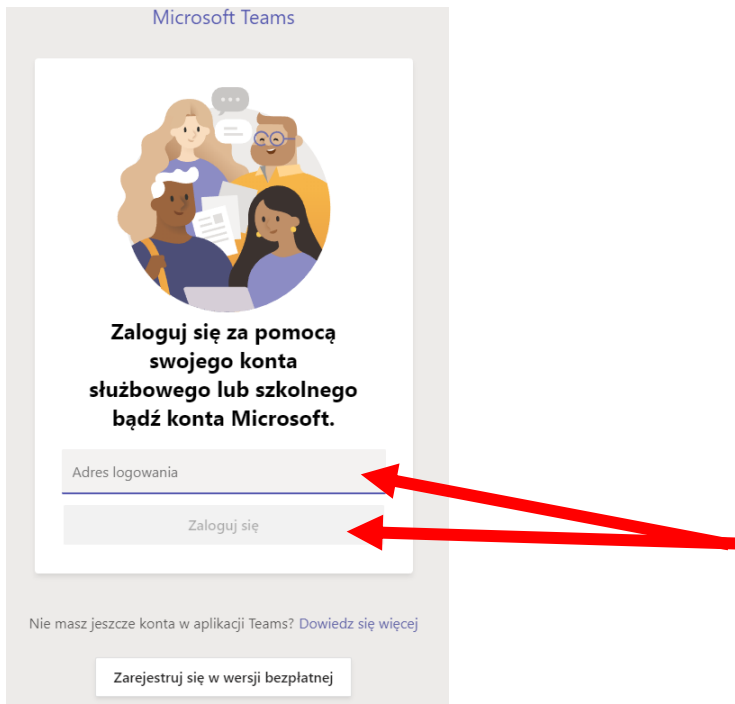 Microsoft Teams
Zaloguj się za pomocą
swojego konta
służbowego lub szkolnego
bądź konta Microsoft.
Adres logowania
Zaloguj się
Nie masz jeszcze konta w aplikacji Teams? Dowiedz się więcej
Zarejestruj się w wersji bezpłatnej